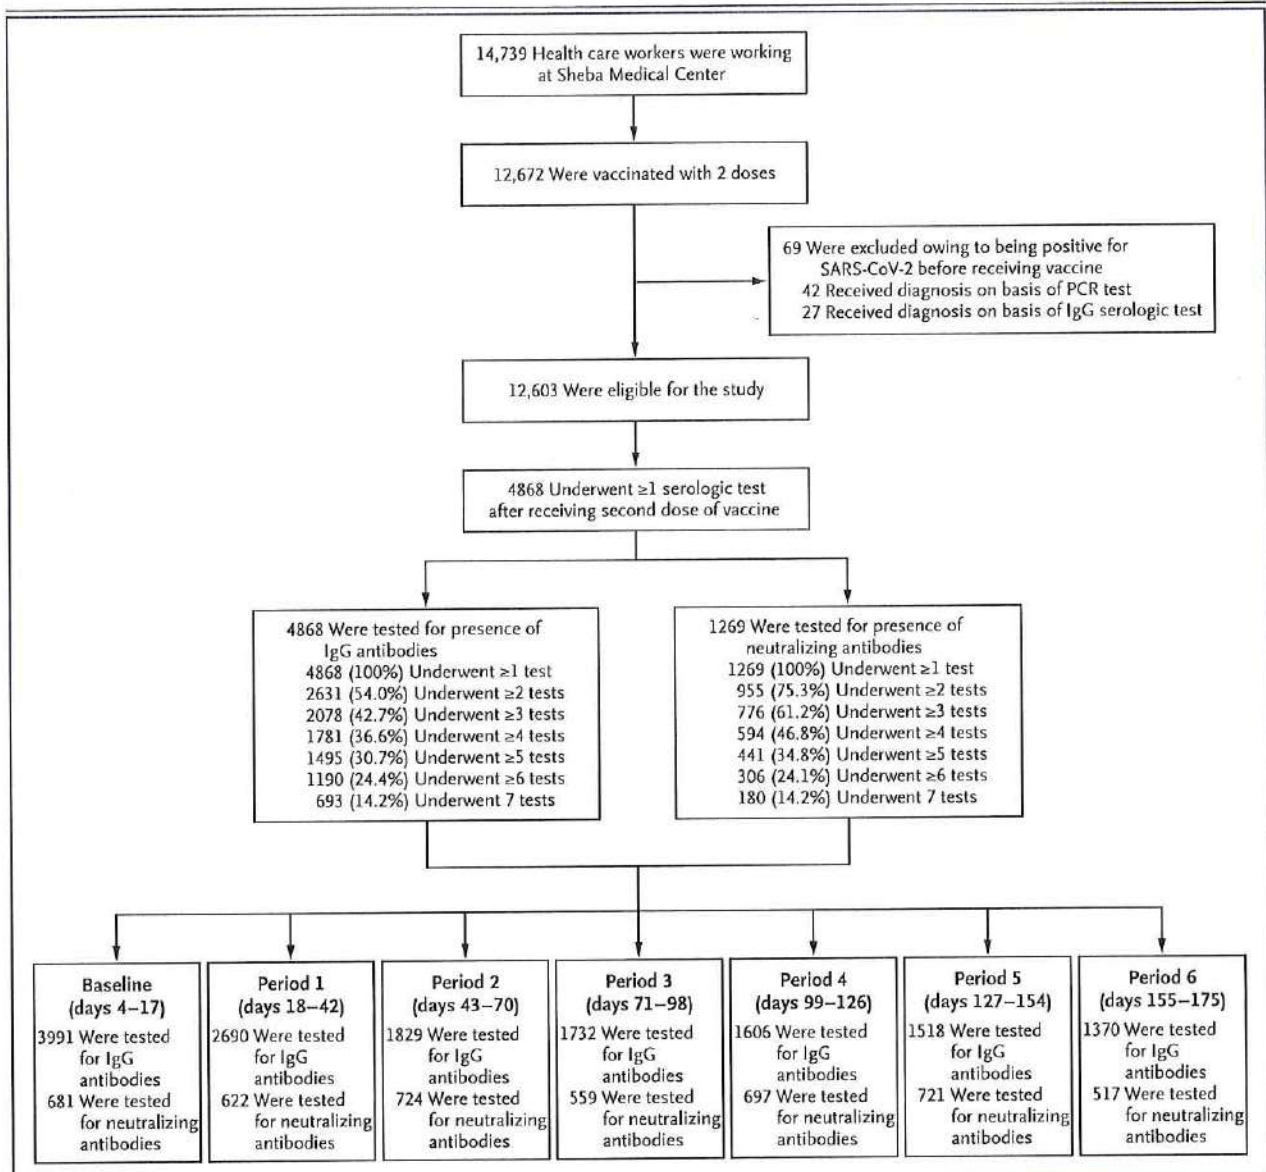 14,739 Health care workers were working
at Sheba Medical Center
12,672 Were vaccinated with 2 doses
69 Were excluded owing to being positive for
SARS-CoV-2 before receiving vaccine
42 Received diagnosis on basis of PCR test
27 Received diagnosis on basis of IgG serologic test
12,603 Were eligible for the study
4868 Underwent ≥1 serologic test
after receiving second dose of vaccine
4868 Were tested for presence of
IgG antibodies
4868 (100%) Underwent ≥1 test
2631 (54.0%) Underwent ≥2 tests
2078 (42.7%) Underwent ≥3 tests
1781 (36.6%) Underwent ≥4 tests
1495 (30.7%) Underwent ≥5 tests
1190 (24.4%) Underwent ≥6 tests
693 (14.2%) Underwent 7 tests
1269 Were tested for presence of
neutralizing antibodies
1269 (100%) Underwent ≥1 test
955 (75.3%) Underwent ≥2 tests
776 (61.2%) Underwent ≥3 tests
594 (46.8%) Underwent ≥4 tests
441 (34.8%) Underwent ≥5 tests
306 (24.1%) Underwent ≥6 tests
180 (14.2%) Underwent 7 tests
Baseline
(days 4–17)
3991 Were tested
for IgG
antibodies
681 Were tested
for neutralizing
antibodies
Period 1
(days 18–42)
2690 Were tested
for IgG
antibodies
622 Were tested
for neutralizing
antibodies
Period 2
(days 43–70)
1829 Were tested
for IgG
antibodies
724 Were tested
for neutralizing
antibodies
Period 3
(days 71–98)
1732 Were tested
for IgG
antibodies
559 Were tested
for neutralizing
antibodies
Period 4
(days 99–126)
1606 Were tested
for IgG
antibodies
697 Were tested
for neutralizing
antibodies
Period 5
(days 127–154)
1518 Were tested
for IgG
antibodies
721 Were tested
for neutralizing
antibodies
Period 6
(days 155–175)
1370 Were tested
for IgG
antibodies
517 Were tested
for neutralizing
antibodies